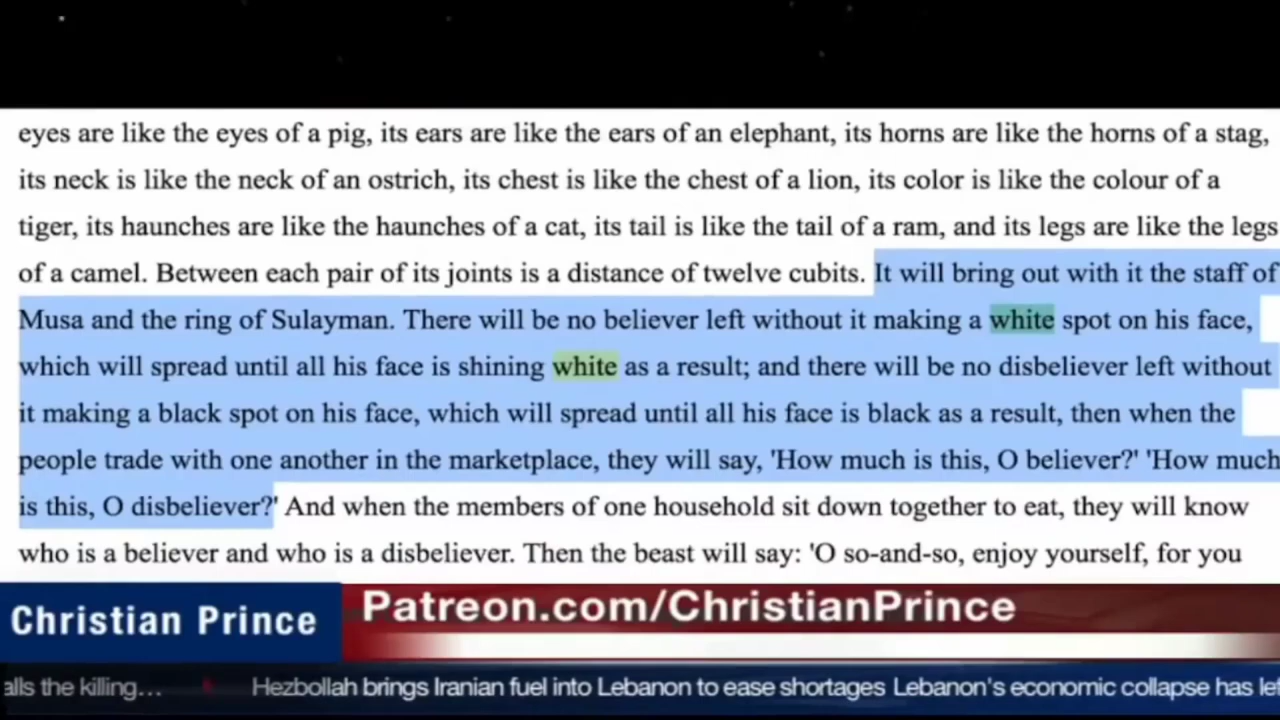 eyes are like the eyes of a pig, its ears are like the ears of an elephant, its horns are like the horns of a stag,
its neck is like the neck of an ostrich, its chest is like the chest of a lion, its color is like the colour of a
tiger, its haunches are like the haunches of a cat, its tail is like the tail of a ram, and its legs are like the legs
of a camel. Between each pair of its joints is a distance of twelve cubits. It will bring out with it the staff of
Musa and the ring of Sulayman. There will be no believer left without it making a white spot on his face,
which will spread until all his face is shining white as a result; and there will be no disbeliever left without
it making a black spot on his face, which will spread until all his face is black as a result, then when the
people trade with one another in the marketplace, they will say, 'How much is this, O believer?' 'How much
is this, O disbeliever?' And when the members of one household sit down together to eat, they will know
who is a believer and who is a disbeliever. Then the beast will say: 'O so-and-so, enjoy yourself, for you
Christian Prince
Patreon.com/ChristianPrince
alls the killing... Hezbollah brings Iranian fuel into Lebanon to ease shortages Lebanon's economic collapse has let